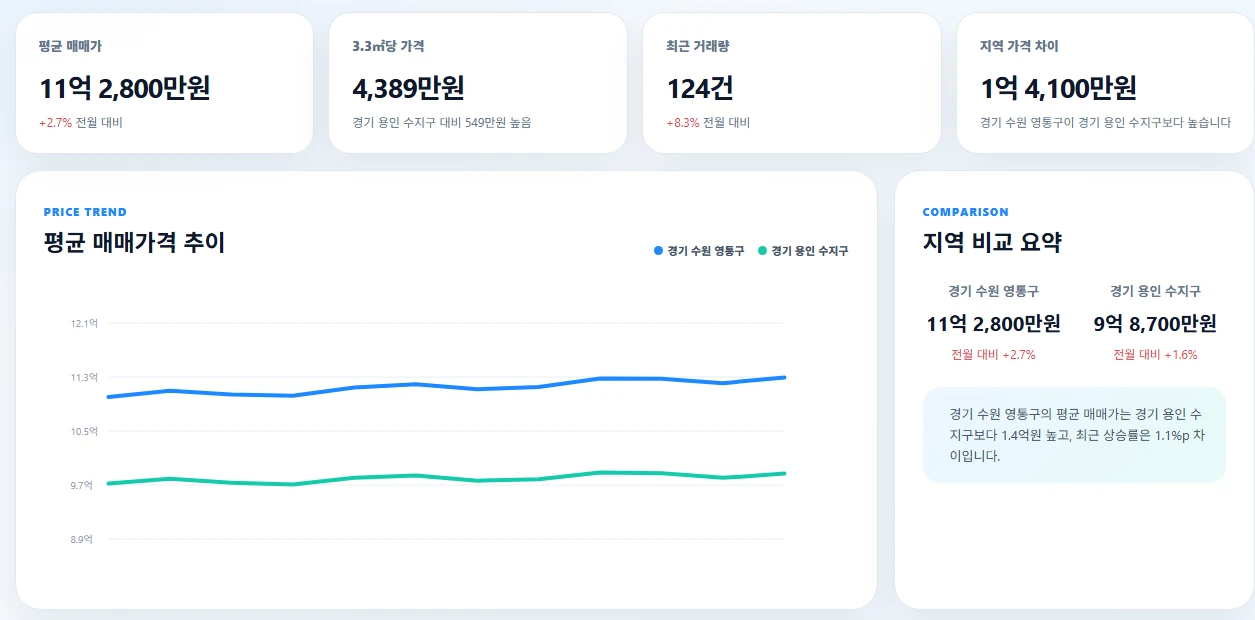 평균 매매가
11억 2,800만원
+2.7% 전월 대비
3.3㎡당 가격
4,389만원
경기 용인 수지구 대비 549만원 높음
최근 거래량
124건
+8.3% 전월 대비
지역 가격 차이
1억 4,100만원
경기 수원 영통구이 경기 용인 수지구보다 높습니다
PRICE TREND
평균 매매가격 추이
경기 수원 영통구
경기 용인 수지구
12.1억
11.3억
10.5억
9.7억
8.9억
COMPARISON
지역 비교 요약
경기 수원 영통구
11억 2,800만원
전월 대비 +2.7%
경기 용인 수지구
9억 8,700만원
전월 대비 +1.6%
경기 수원 영통구의 평균 매매가는 경기 용인 수
지구보다 1.4억원 높고, 최근 상승률은 1.1%p 차
이입니다.